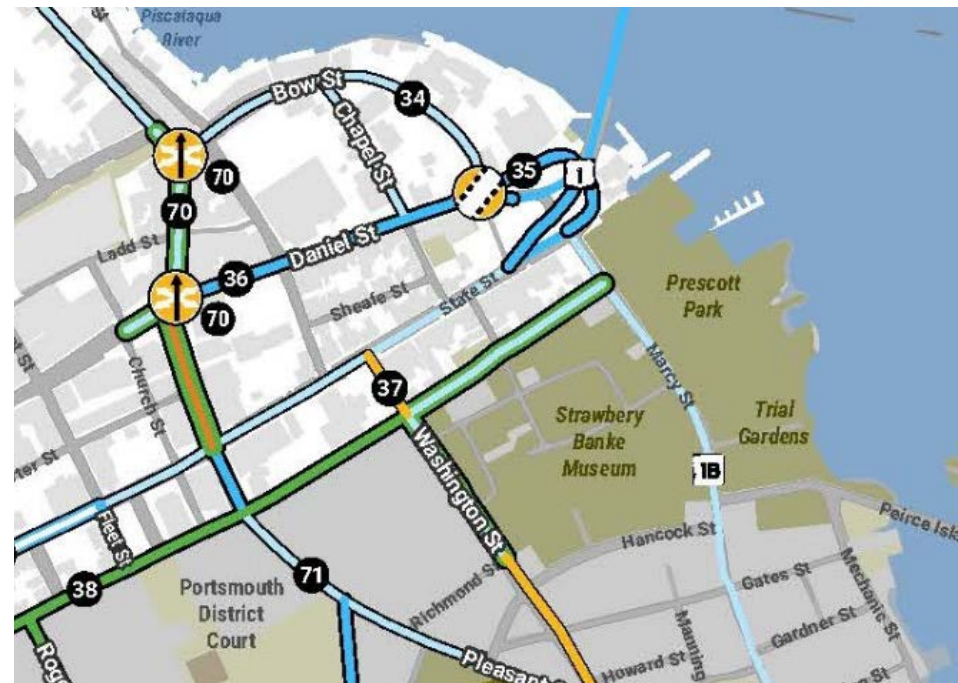 Piscataqua
River
Bow St
34
Chapel St
35
1
70
70
Ladd St
Daniel St
36
70
Sheafe St
State St
Prescott
Park
Church St
37
Marcy St
Strawbery
Banke
Museum
Trial
Gardens
Washington St
1B
Fleet St
Hancock St
Peirce Isl
38
Portsmouth
District
Court
71
Richmond St
Gates St
Mechanic St
Gardner St
Manning
Howard St
Pleasant
Rog